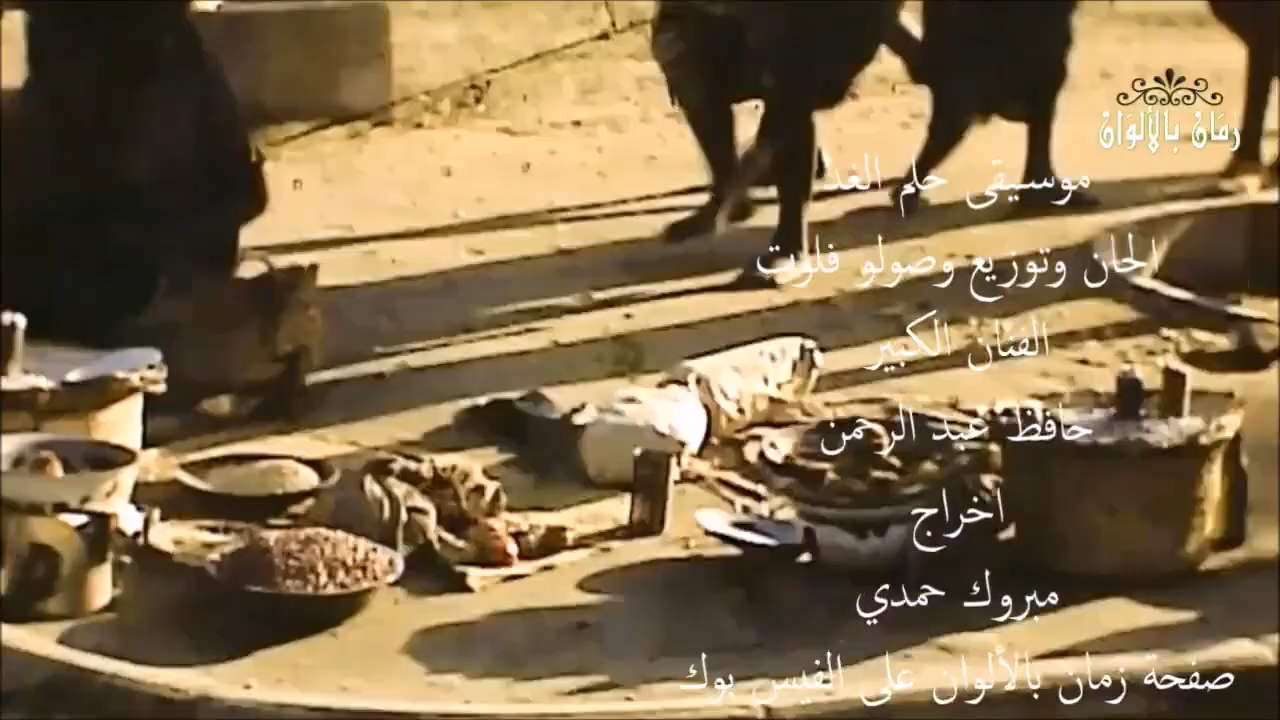 زمان بالألوان
موسيقى حلم الغد
الحان وتوزيع وصولو فلوت
الفنان الكبير
حافظ عبد الرحمن
اخراج
مبروك حمدي
صفحة زمان بالألوان على الفيس بوك